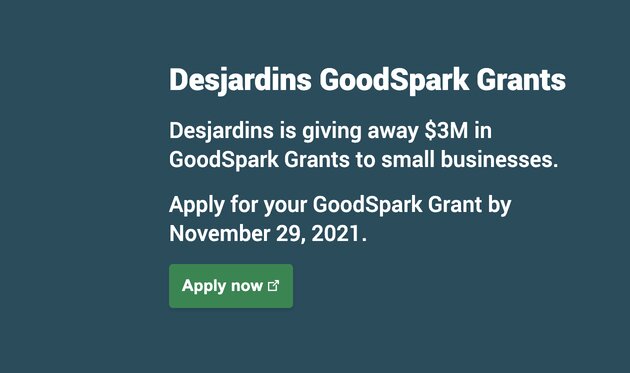 Desjardins GoodSpark Grants
Desjardins is giving away $3M in
GoodSpark Grants to small businesses.
Apply for your GoodSpark Grant by
November 29, 2021.
Apply now